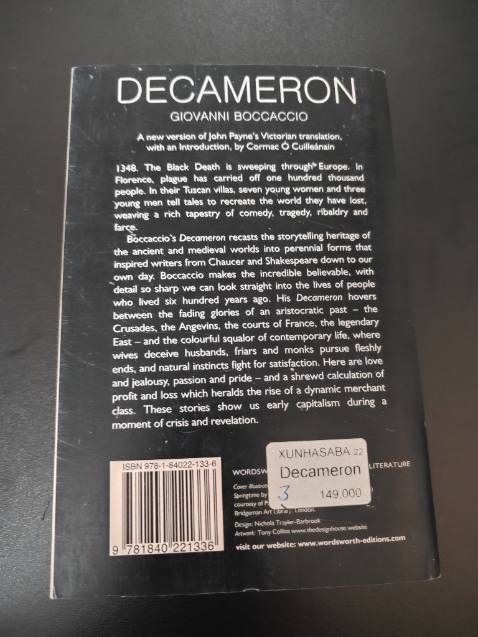 DECAMERON
GIOVANNI BOCCACCIO
A new version of John Payne's Victorian translation,
with an Introduction, by Cormac Ó Cuilleánain
1348. The Black Death is sweeping through Europe. In
Florence, plague has carried off one hundred thousand
people. In their Tuscan villas, seven young women and three
young men tell tales to recreate the world they have lost,
weaving a rich tapestry of comedy, tragedy, ribaldry and
farce.
Boccaccio's Decameron recasts the storytelling heritage of
the ancient and medieval worlds into perennial forms that
inspired writers from Chaucer and Shakespeare down to our
own day. Boccaccio makes the incredible believable, with
detail so sharp we can look straight into the lives of people
who lived six hundred years ago. His Decameron hovers
between the fading glories of an aristocratic past – the
Crusades, the Angevins, the courts of France, the legendary
East – and the colourful squalor of contemporary life, where
wives deceive husbands, friars and monks pursue fleshly
ends, and natural instincts fight for satisfaction. Here are love
and jealousy, passion and pride – and a shrewd calculation of
profit and loss which heralds the rise of a dynamic merchant
class. These stories show us early capitalism during a
moment of crisis and revelation.
ISBN 978-1-84022-133-6
9 781840 221336
XUNHASABA 22
Decameron
3 149,000
WORDSW LITERATURE
Cover illustrat
Springtime by
courtesy of
Bridgeman Art Library, London.
Design: Nichola Trayler-Barbrook
Artwork: Tony Collins www.thedesignhouse.website
visit our website: www.wordsworth-editions.com